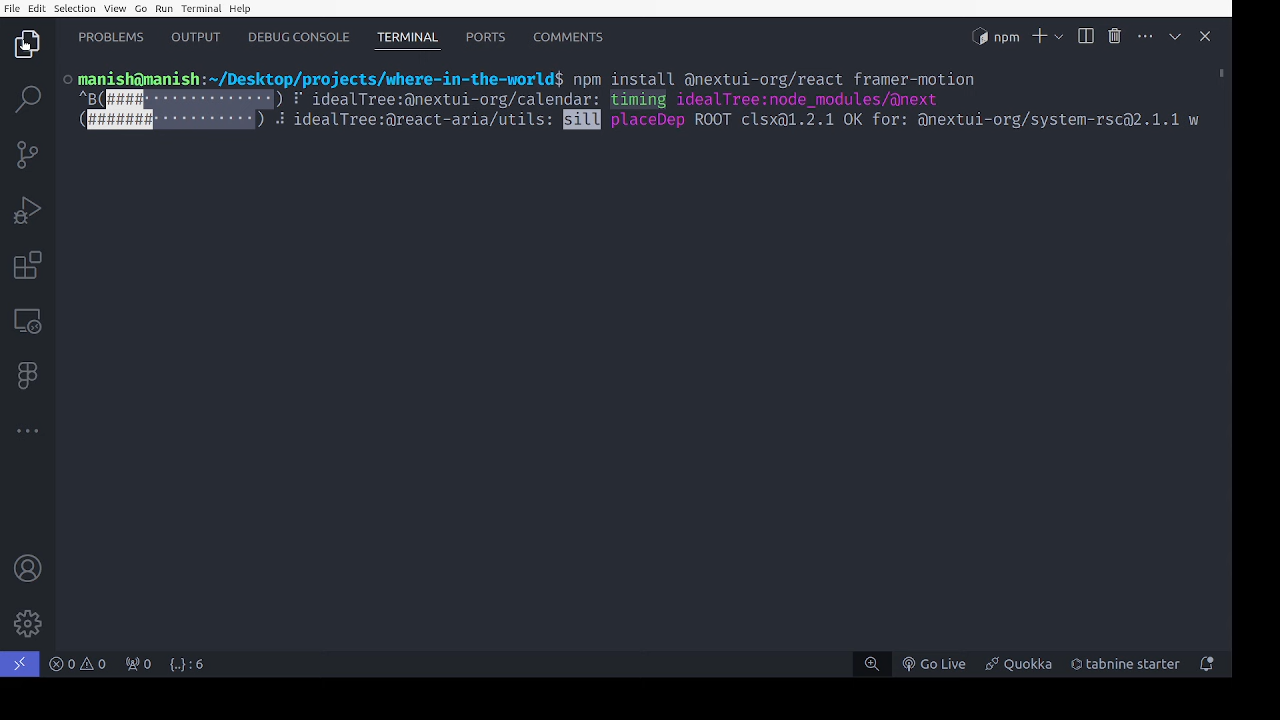 File Edit Selection View Go Run Terminal Help
PROBLEMS OUTPUT DEBUG CONSOLE TERMINAL PORTS COMMENTS npm
manish@manish:~/Desktop/projects/where-in-the-world$ npm install @nextui-org/react framer-motion
^B(####··············) ⠏ idealTree:@nextui-org/calendar: timing idealTree:node_modules/@next
(#######···········) ⠼ idealTree:@react-aria/utils: sill placeDep ROOT clsx@1.2.1 OK for: @nextui-org/system-rsc@2.1.1 w
0 0 0 {..} : 6 Go Live Quokka tabnine starter